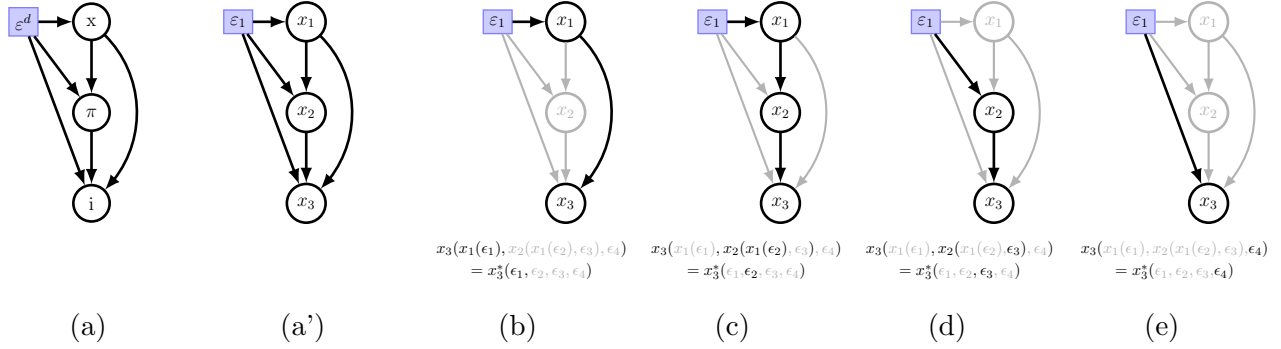 εᵈ x π i
ε₁ x₁ x₂ x₃
ε₁ x₁ x₂ x₃
ε₁ x₁ x₂ x₃
ε₁ x₁ x₂ x₃
ε₁ x₁ x₂ x₃
x₃(x₁(ϵ₁), x₂(x₁(ϵ₂), ϵ₃), ϵ₄)
= x₃*(ϵ₁, ϵ₂, ϵ₃, ϵ₄)
x₃(x₁(ϵ₁), x₂(x₁(ϵ₂), ϵ₃), ϵ₄)
= x₃*(ϵ₁, ϵ₂, ϵ₃, ϵ₄)
x₃(x₁(ϵ₁), x₂(x₁(ϵ₂), ϵ₃), ϵ₄)
= x₃*(ϵ₁, ϵ₂, ϵ₃, ϵ₄)
x₃(x₁(ϵ₁), x₂(x₁(ϵ₂), ϵ₃), ϵ₄)
= x₃*(ϵ₁, ϵ₂, ϵ₃, ϵ₄)
(a) (a') (b) (c) (d) (e)